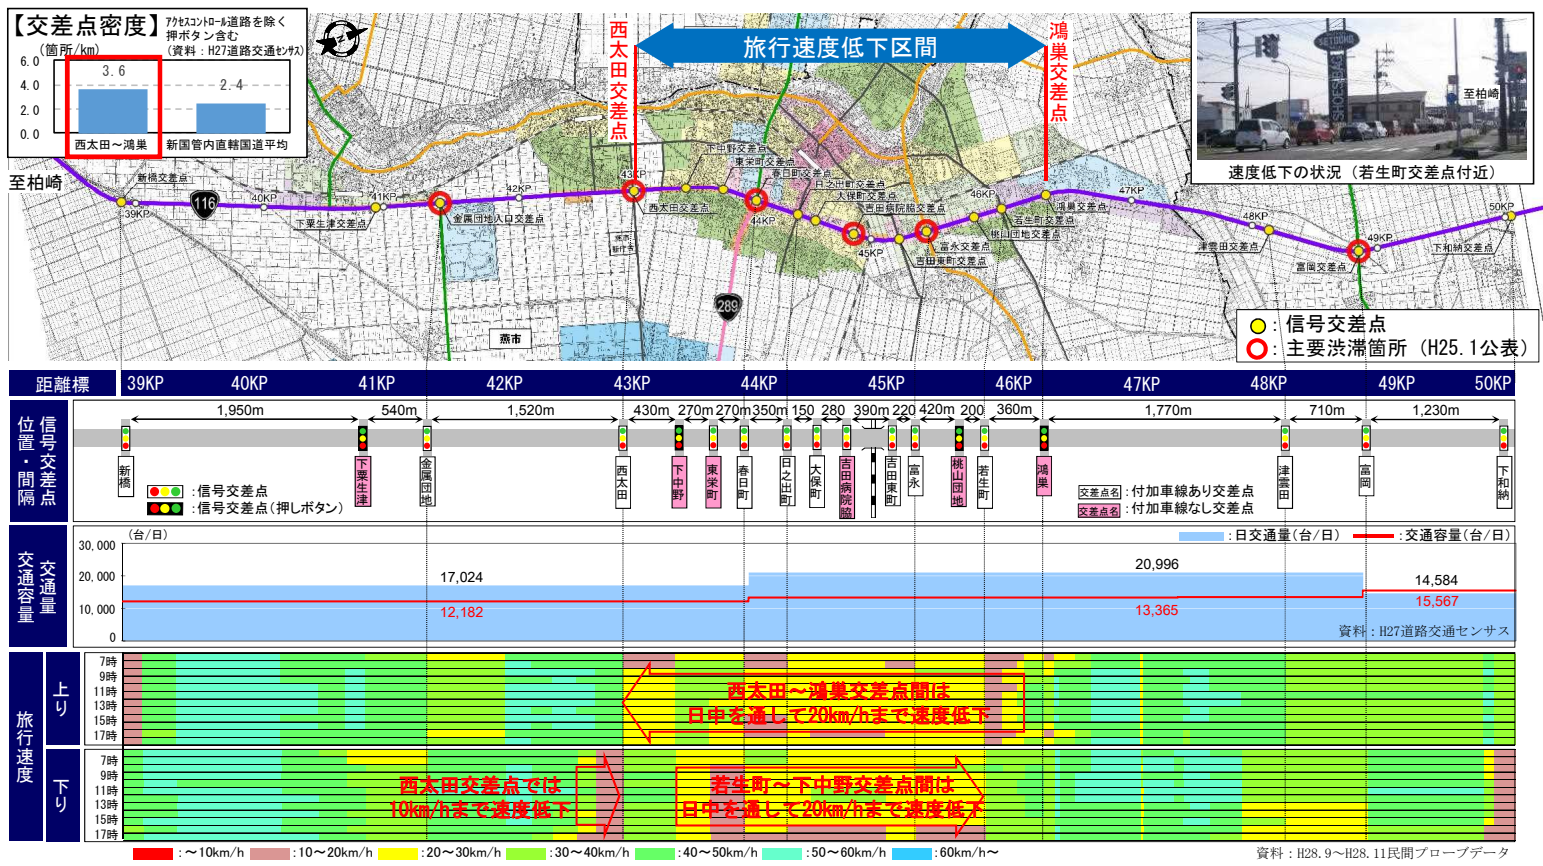 【交差点密度】
ｱｸｾｽｺﾝﾄﾛｰﾙ道路を除く
押ボタン含む
(資料：H27道路交通ｾﾝｻｽ)
(箇所/km)
6.0
4.0
2.0
0.0
3.6
2.4
西太田～鴻巣
新国管内直轄国道平均
西太田交差点
旅行速度低下区間
鴻巣交差点
至柏崎
速度低下の状況（若生町交差点付近）
至柏崎
新橋交差点
39KP
116
40KP
下粟生津交差点
41KP
金属団地入口交差点
42KP
43KP
西太田交差点
下中野交差点
東栄町交差点
春日町交差点
44KP
日之出町交差点
大保町交差点
吉田病院脇交差点
45KP
吉田東町交差点
富永交差点
46KP
桃山団地交差点
若生町交差点
鴻巣交差点
47KP
津雲田交差点
48KP
富岡交差点
49KP
下和納交差点
50KP
289
燕市
：信号交差点
：主要渋滞箇所（H25.1公表）
距離標
39KP 40KP 41KP 42KP 43KP 44KP 45KP 46KP 47KP 48KP 49KP 50KP
信号交差点
位置・間隔
1,950m 540m 1,520m 430m 270m 270m 350m 150 280 390m 220 420m 200 360m 1,770m 710m 1,230m
新橋 下粟生津 金属団地 西太田 下中野 東栄町 春日町 日之出町 大保町 吉田病院脇 吉田東町 富永 桃山団地 若生町 鴻巣 津雲田 富岡 下和納
：信号交差点
：信号交差点(押しボタン)
交差点名：付加車線あり交差点
交差点名：付加車線なし交差点
交通量
交通容量
(台/日)
30,000
20,000
10,000
0
：日交通量(台/日)
：交通容量(台/日)
17,024
12,182
20,996
13,365
14,584
15,567
資料：H27道路交通センサス
旅行速度
上り
7時
9時
11時
13時
15時
17時
西太田～鴻巣交差点間は
日中を通して20km/hまで速度低下
下り
7時
9時
11時
13時
15時
17時
西太田交差点では
10km/hまで速度低下
若生町～下中野交差点間は
日中を通して20km/hまで速度低下
：～10km/h ：10～20km/h ：20～30km/h ：30～40km/h ：40～50km/h ：50～60km/h ：60km/h～
資料：H28.9～H28.11民間プローブデータ